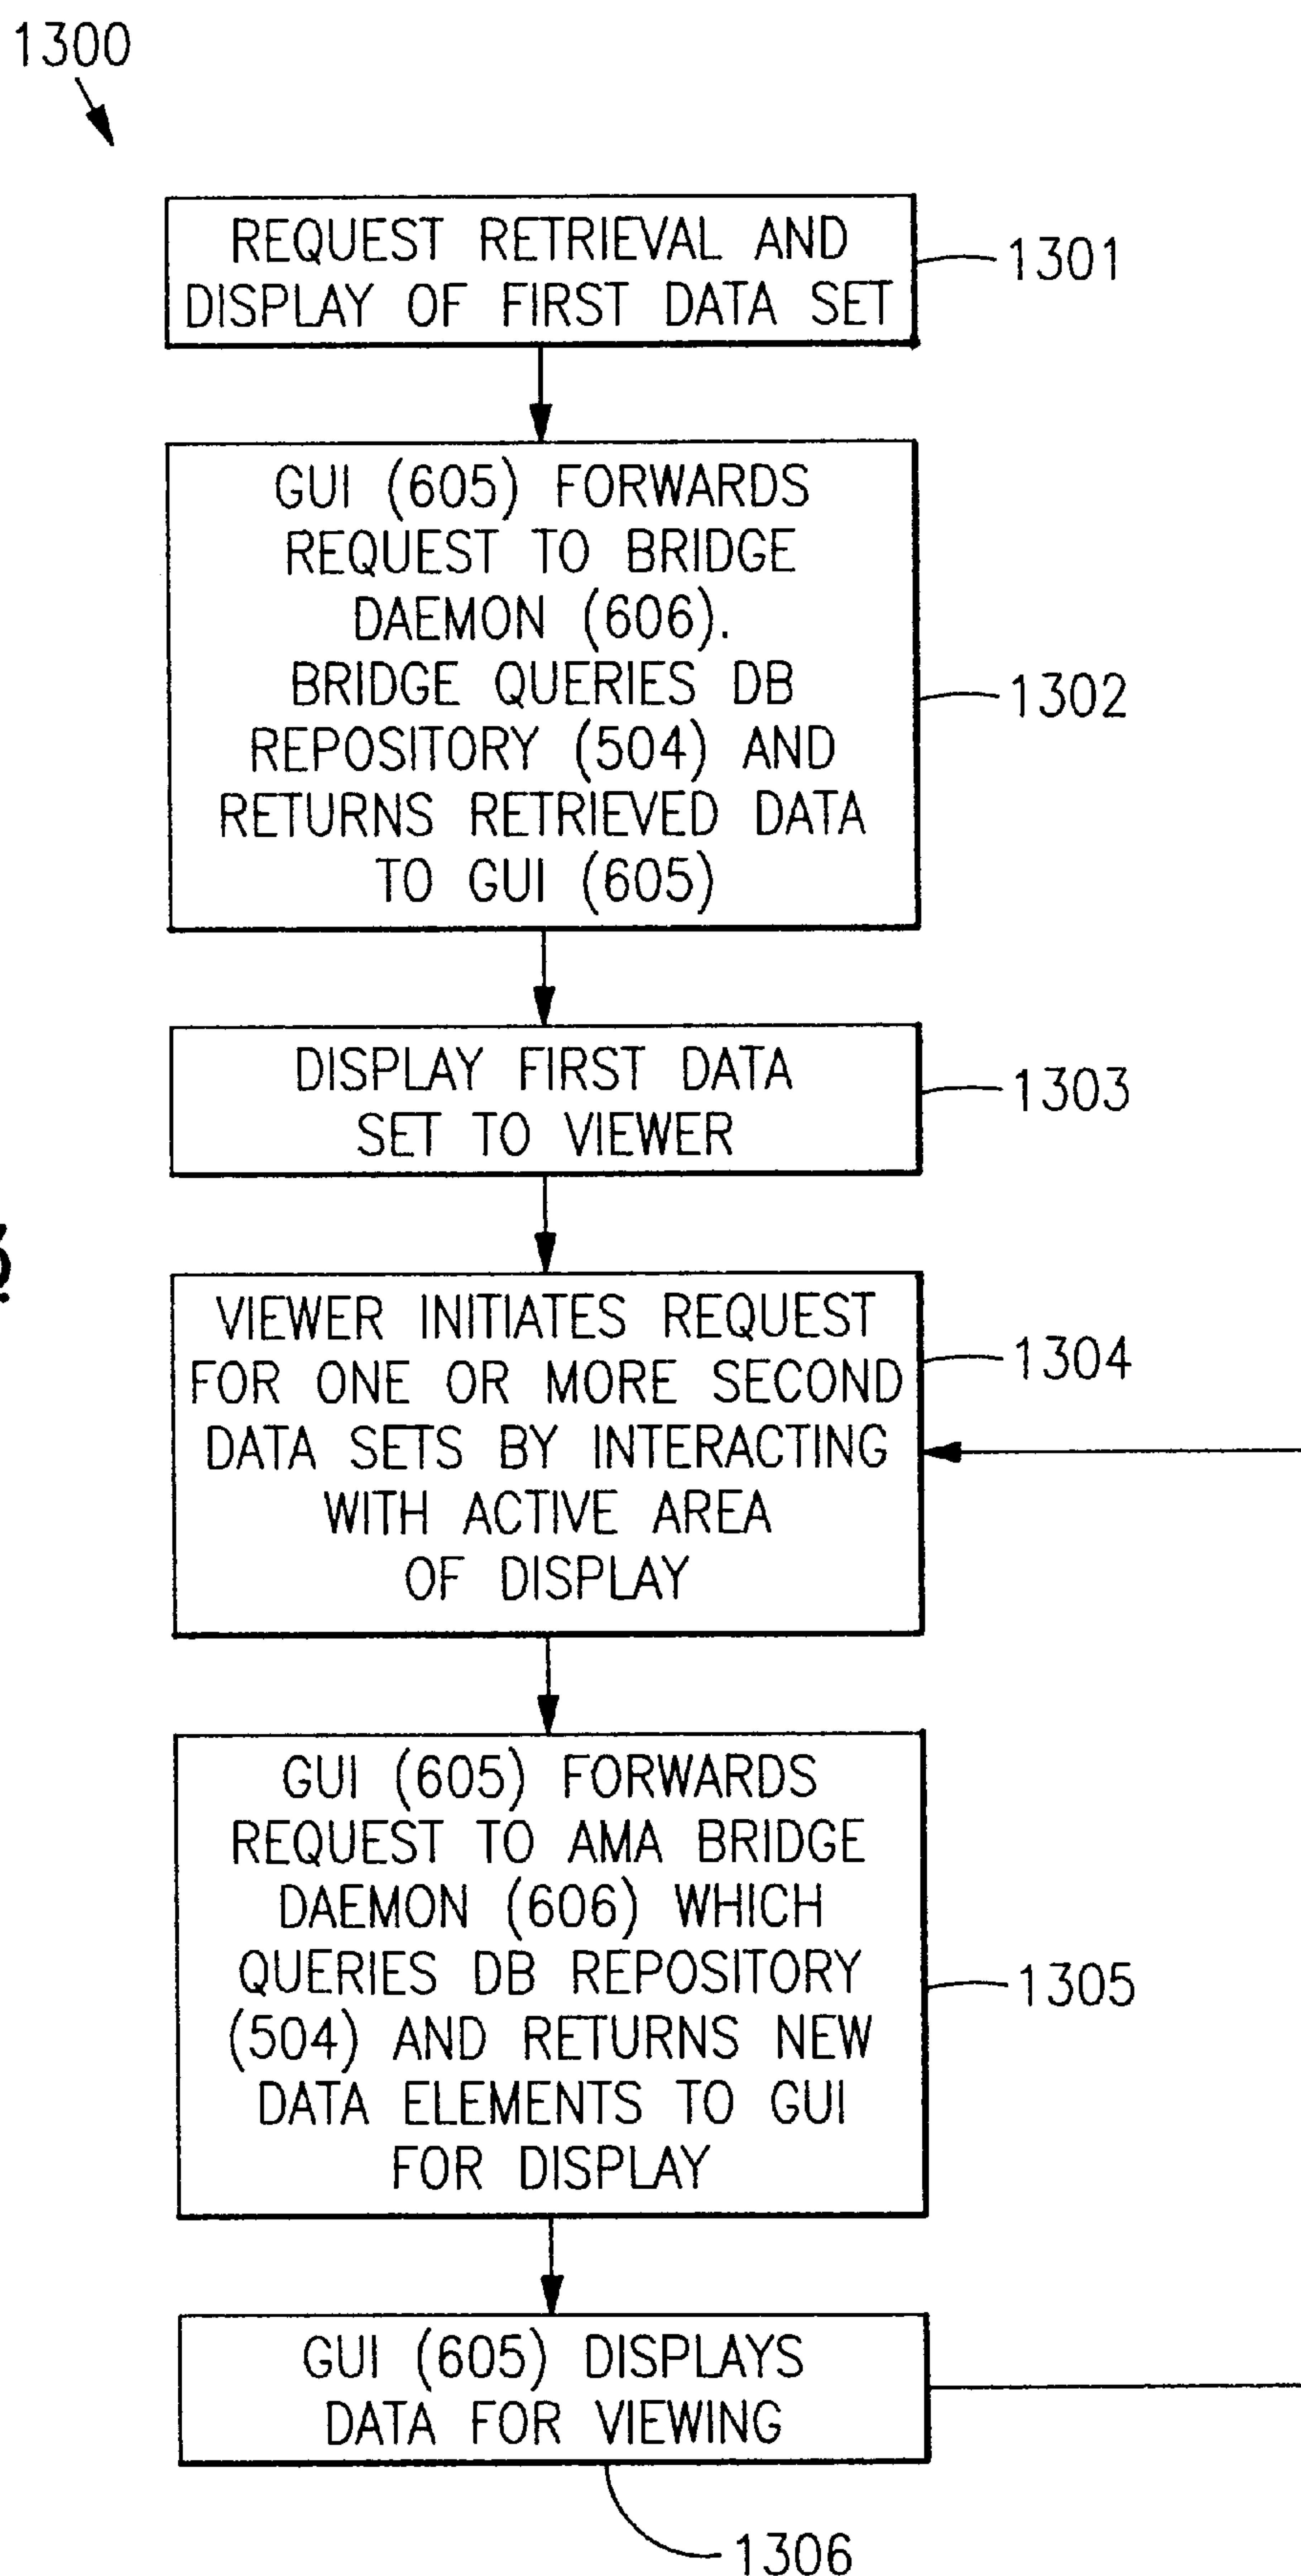 1300
REQUEST RETRIEVAL AND
DISPLAY OF FIRST DATA SET
1301
GUI (605) FORWARDS
REQUEST TO BRIDGE
DAEMON (606).
BRIDGE QUERIES DB
REPOSITORY (504) AND
RETURNS RETRIEVED DATA
TO GUI (605)
1302
DISPLAY FIRST DATA
SET TO VIEWER
1303
VIEWER INITIATES REQUEST
FOR ONE OR MORE SECOND
DATA SETS BY INTERACTING
WITH ACTIVE AREA
OF DISPLAY
1304
GUI (605) FORWARDS
REQUEST TO AMA BRIDGE
DAEMON (606) WHICH
QUERIES DB REPOSITORY
(504) AND RETURNS NEW
DATA ELEMENTS TO GUI
FOR DISPLAY
1305
GUI (605) DISPLAYS
DATA FOR VIEWING
1306